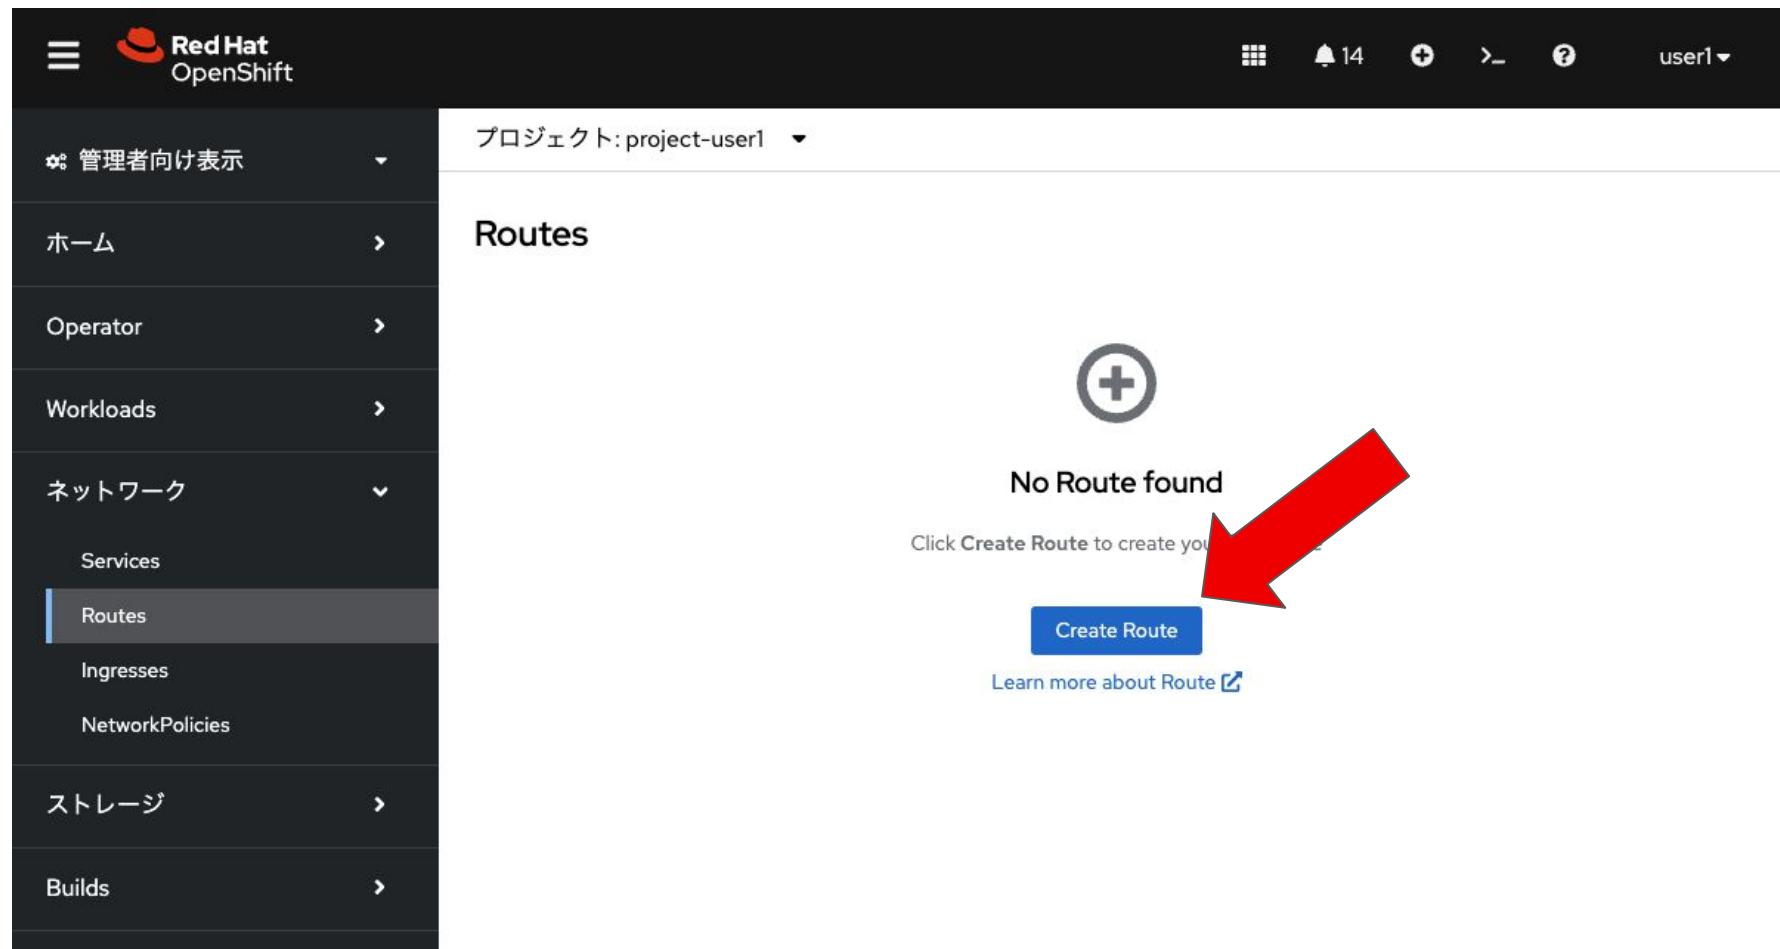 Red Hat
OpenShift
14
user1
管理者向け表示
ホーム
Operator
Workloads
ネットワーク
Services
Routes
Ingresses
NetworkPolicies
ストレージ
Builds
プロジェクト: project-user1
Routes
No Route found
Click Create Route to create
Create Route
Learn more about Route